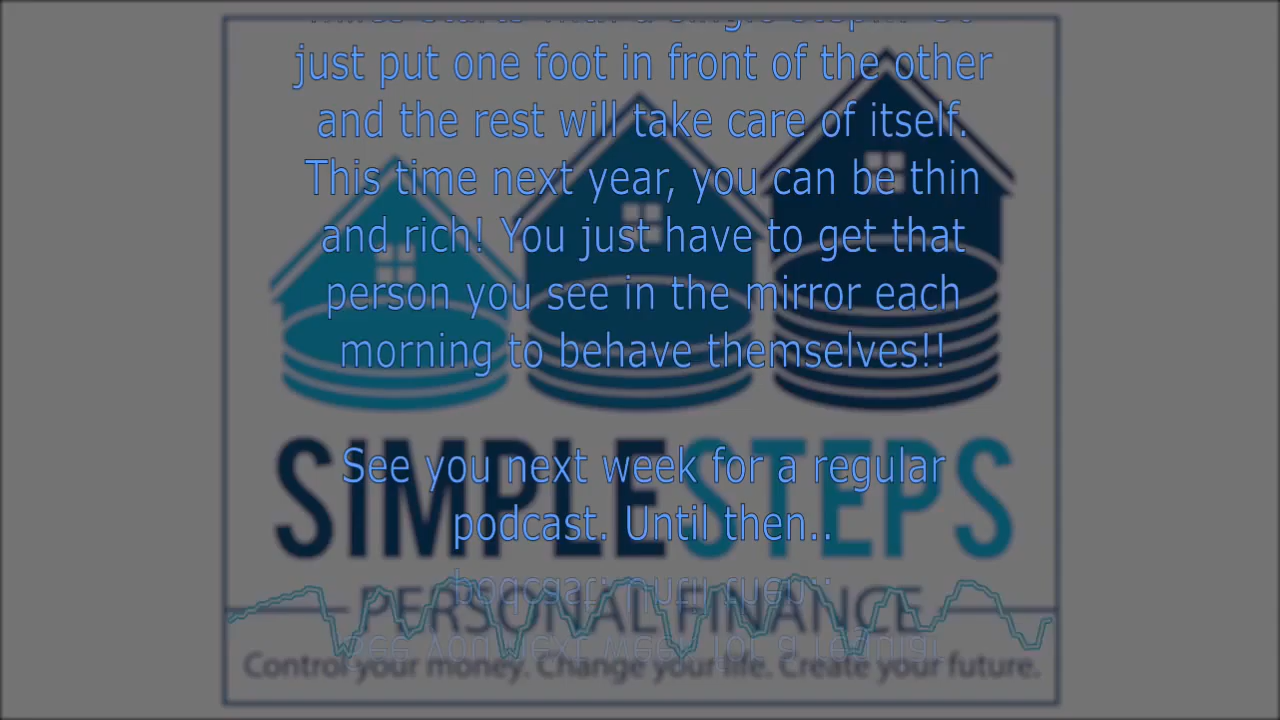 just put one foot in front of the other
and the rest will take care of itself.
This time next year, you can be thin
and rich! You just have to get that
person you see in the mirror each
morning to behave themselves!!
See you next week for a regular
podcast. Until then..
SIMPLESTEPS
PERSONAL FINANCE
Control your money. Change your life. Create your future.